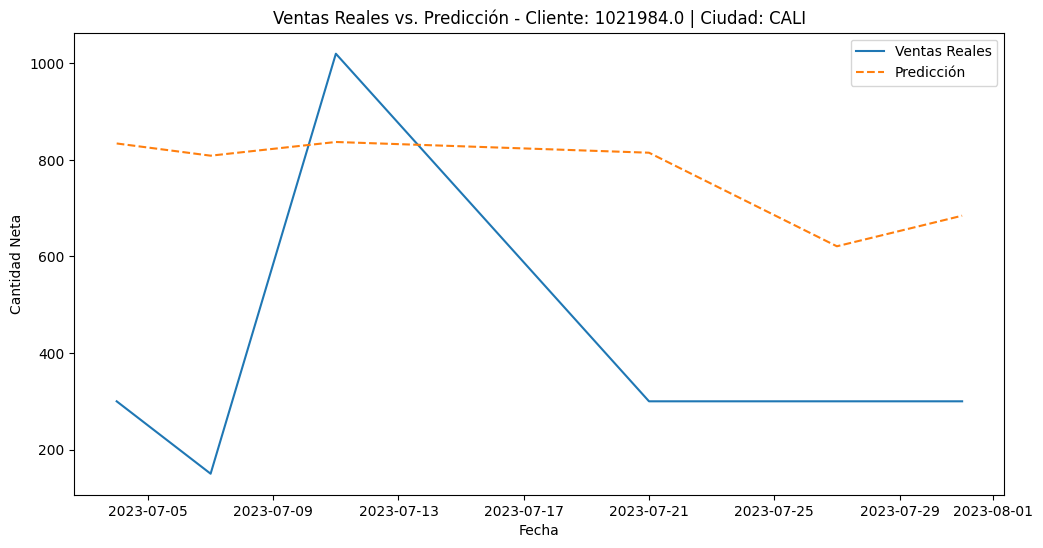 Ventas Reales vs. Predicción - Cliente: 1021984.0 | Ciudad: CALI
Ventas Reales
Predicción
Cantidad Neta
1000
800
600
400
200
2023-07-05 2023-07-09 2023-07-13 2023-07-17 2023-07-21 2023-07-25 2023-07-29 2023-08-01
Fecha